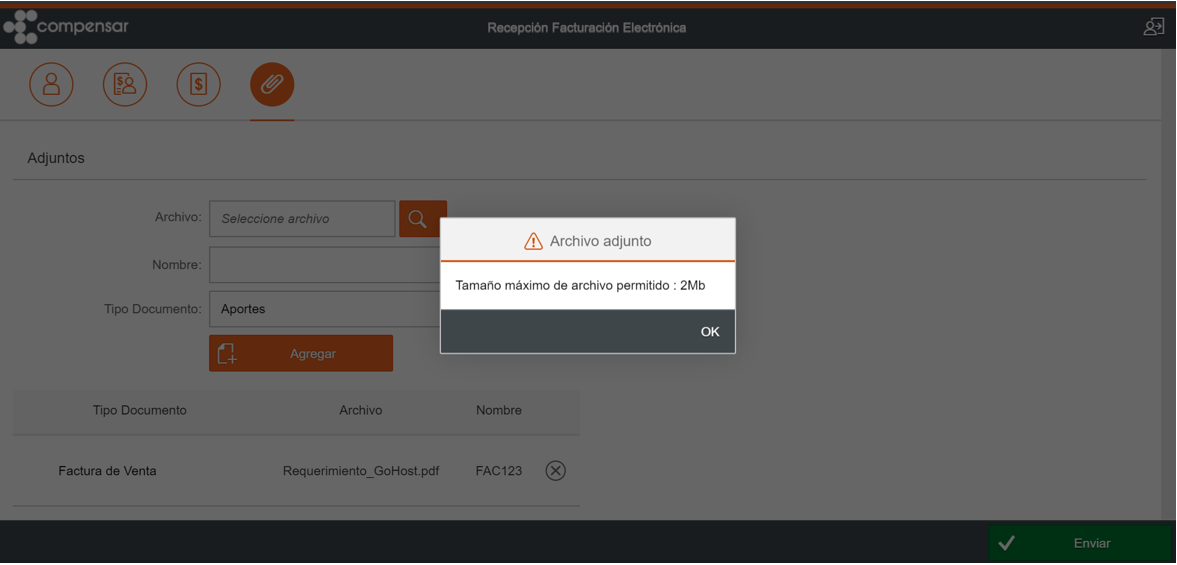 compensar
Recepción Facturación Electrónica
$
$
Adjuntos
Archivo: Seleccione archivo
Nombre:
Tipo Documento: Aportes
Agregar
Archivo adjunto
Tamaño máximo de archivo permitido : 2Mb
OK
Tipo Documento Archivo Nombre
Factura de Venta Requerimiento_GoHost.pdf FAC123
Enviar